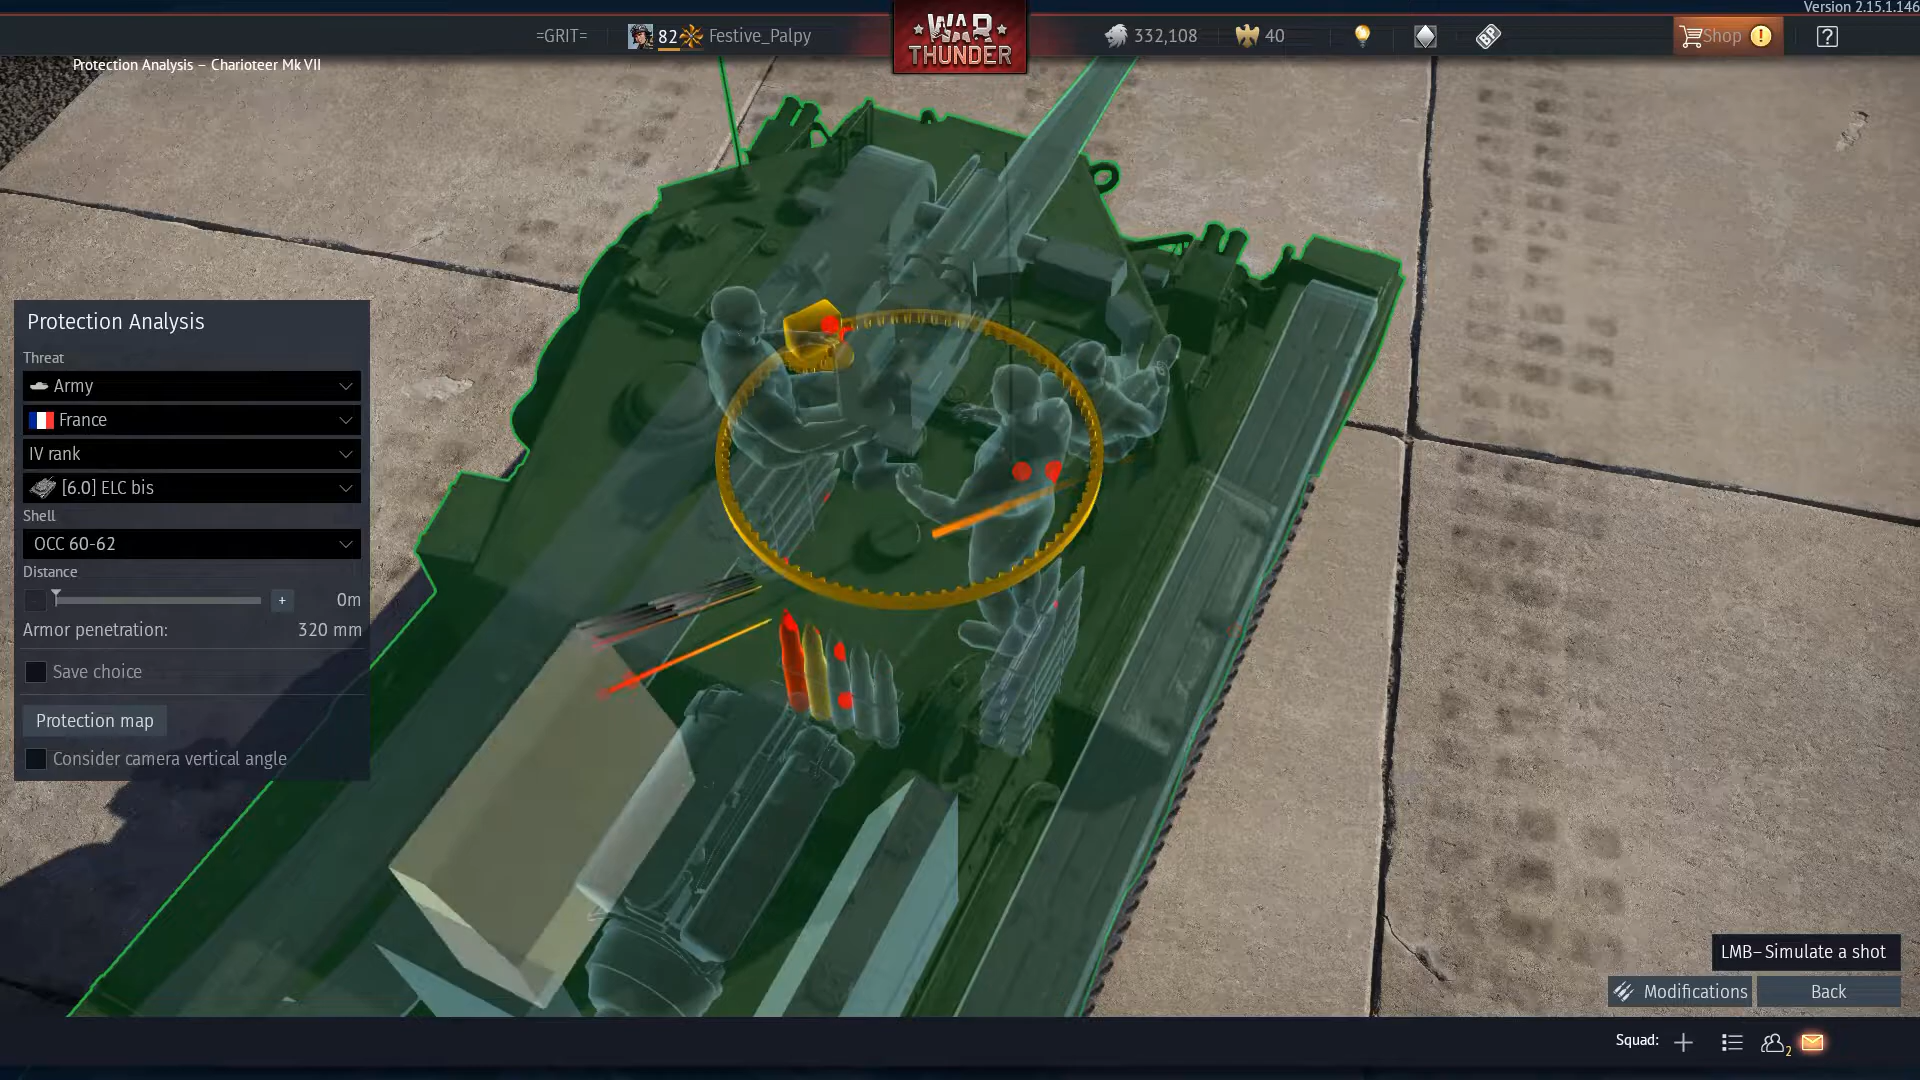 Version 2.15.1.146
=GRIT=
82
Festive_Palpy
WAR
THUNDER
332,108
40
BP
Shop
!
?
Protection Analysis – Charioteer Mk VII
Protection Analysis
Threat
Army
France
IV rank
[6.0] ELC bis
Shell
OCC 60-62
Distance
+
0m
Armor penetration: 320 mm
Save choice
Protection map
Consider camera vertical angle
LMB– Simulate a shot
Modifications
Back
Squad:
2